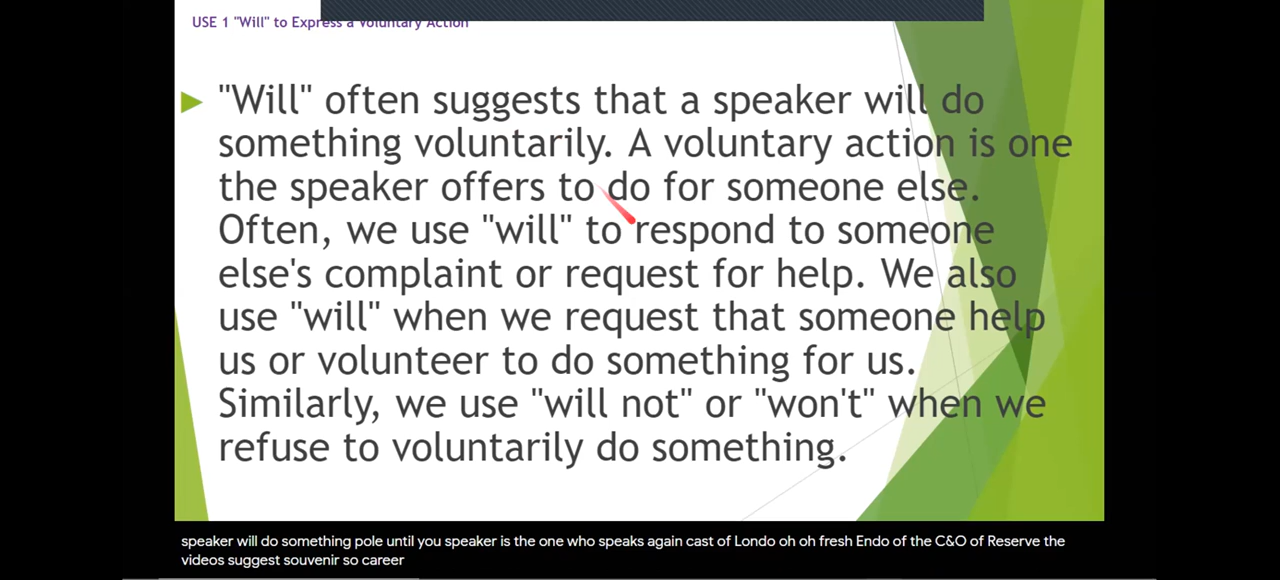 USE 1 "Will" to Express a Voluntary Action
"Will" often suggests that a speaker will do
something voluntarily. A voluntary action is one
the speaker offers to do for someone else.
Often, we use "will" to respond to someone
else's complaint or request for help. We also
use "will" when we request that someone help
us or volunteer to do something for us.
Similarly, we use "will not" or "won't" when we
refuse to voluntarily do something.
speaker will do something pole until you speaker is the one who speaks again cast of Londo oh oh fresh Endo of the C&O of Reserve the
videos suggest souvenir so career